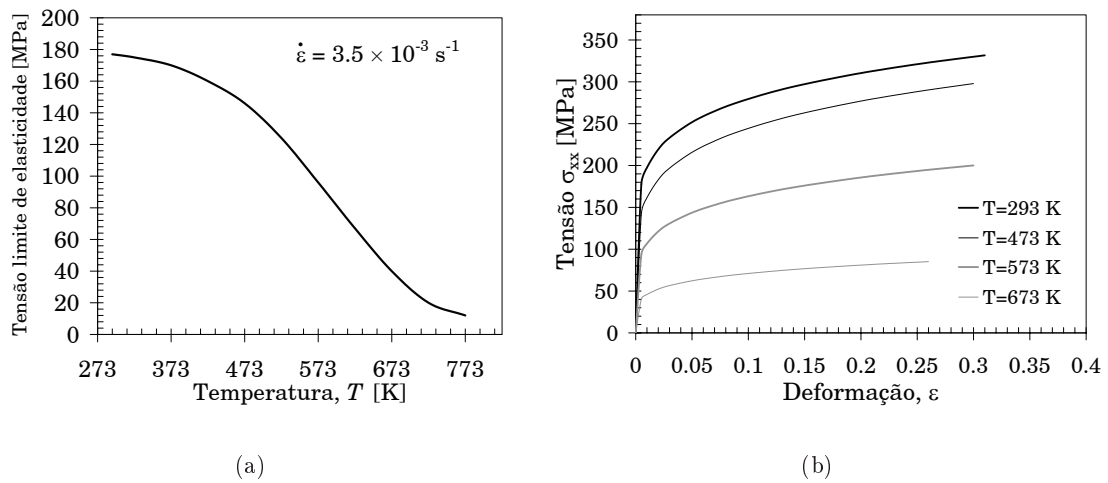 200
180
160
140
120
100
80
60
40
20
0
Tensão limite de elasticidade [MPa]
ε̇ = 3.5 × 10⁻³ s⁻¹
273 373 473 573 673 773
Temperatura, T [K]
(a)
350
300
250
200
150
100
50
0
Tensão σxx [MPa]
T=293 K
T=473 K
T=573 K
T=673 K
0 0.05 0.1 0.15 0.2 0.25 0.3 0.35 0.4
Deformação, ε
(b)